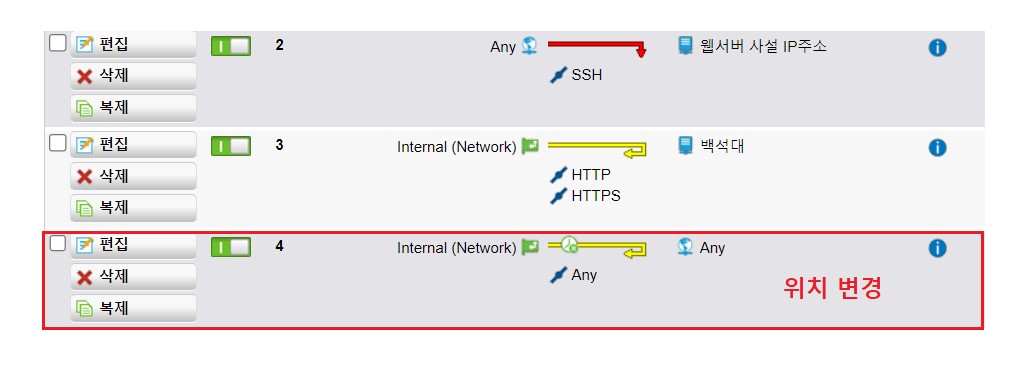 편집
삭제
복제
2
Any
SSH
웹서버 사설 IP주소
편집
삭제
복제
3
Internal (Network)
HTTP
HTTPS
백석대
편집
삭제
복제
4
Internal (Network)
Any
Any
위치 변경